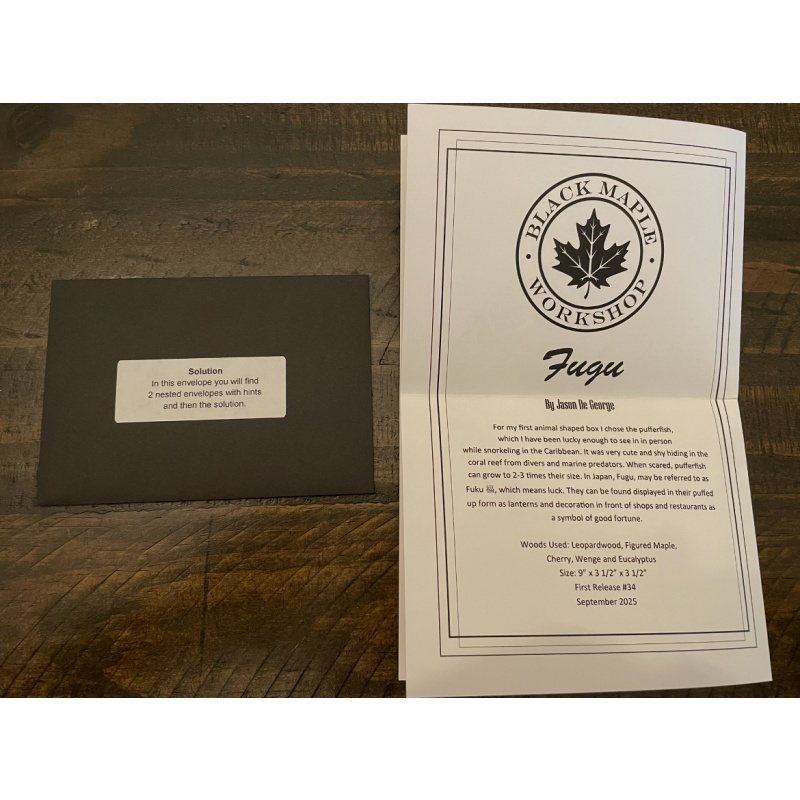 Solution
In this envelope you will find
2 nested envelopes with hints
and then the solution.
BLACK MAPLE
WORKSHOP
Fugu
By Jason De George
For my first animal shaped box I chose the pufferfish,
which I have been lucky enough to see in in person
while snorkeling in the Caribbean. It was very cute and shy hiding in the
coral reef from divers and marine predators. When scared, pufferfish
can grow to 2-3 times their size. In Japan, Fugu, may be referred to as
Fuku , which means luck. They can be found displayed in their puffed
up form as lanterns and decoration in front of shops and restaurants as
a symbol of good fortune.
Woods Used: Leopardwood, Figured Maple,
Cherry, Wenge and Eucalyptus
Size: 9" x 3 1/2" x 3 1/2"
First Release #34
September 2025